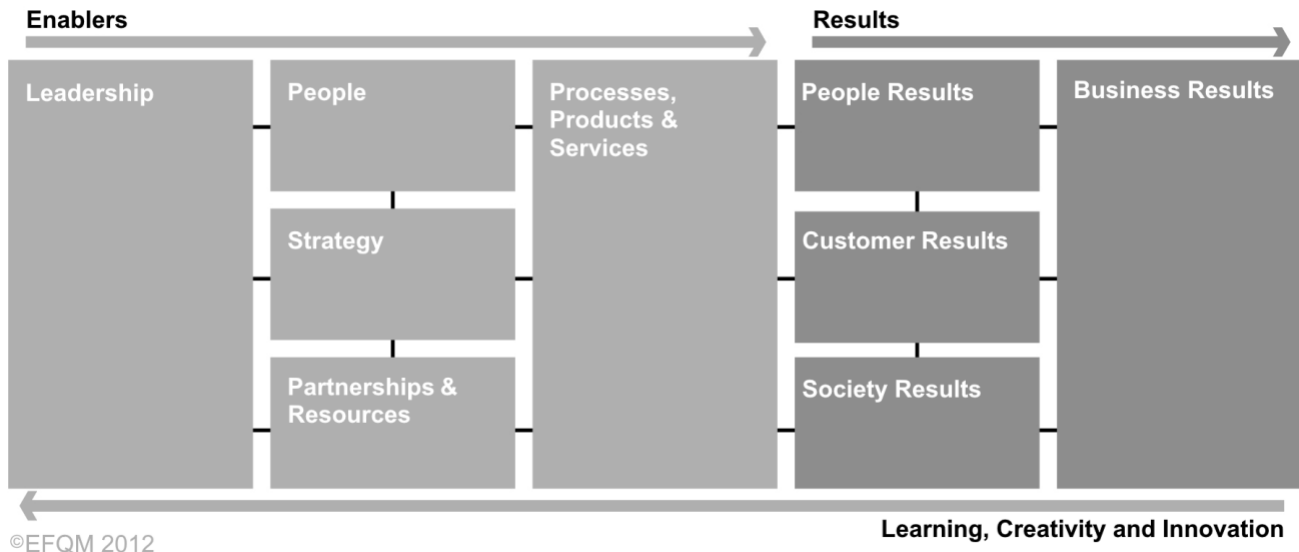 Enablers
Results
Leadership
People
Processes,
Products &
Services
People Results
Business Results
Strategy
Customer Results
Partnerships &
Resources
Society Results
Learning, Creativity and Innovation
©EFQM 2012